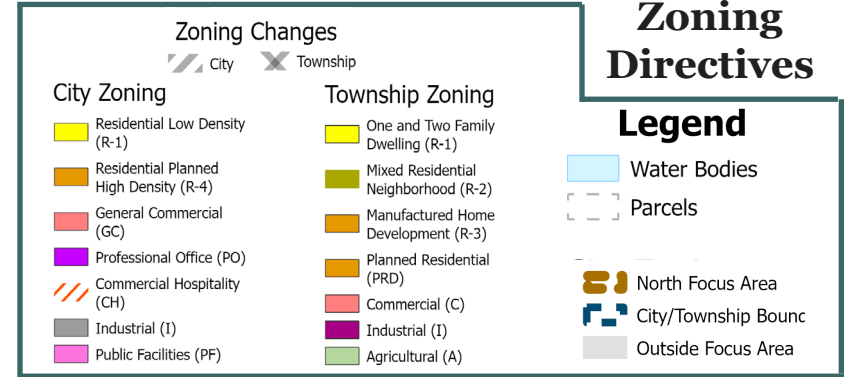 Zoning
Directives
Zoning Changes
City
Township
City Zoning
Residential Low Density
(R-1)
Residential Planned
High Density (R-4)
General Commercial
(GC)
Professional Office (PO)
Commercial Hospitality
(CH)
Industrial (I)
Public Facilities (PF)
Township Zoning
One and Two Family
Dwelling (R-1)
Mixed Residential
Neighborhood (R-2)
Manufactured Home
Development (R-3)
Planned Residential
(PRD)
Commercial (C)
Industrial (I)
Agricultural (A)
Legend
Water Bodies
Parcels
North Focus Area
City/Township Bounc
Outside Focus Area